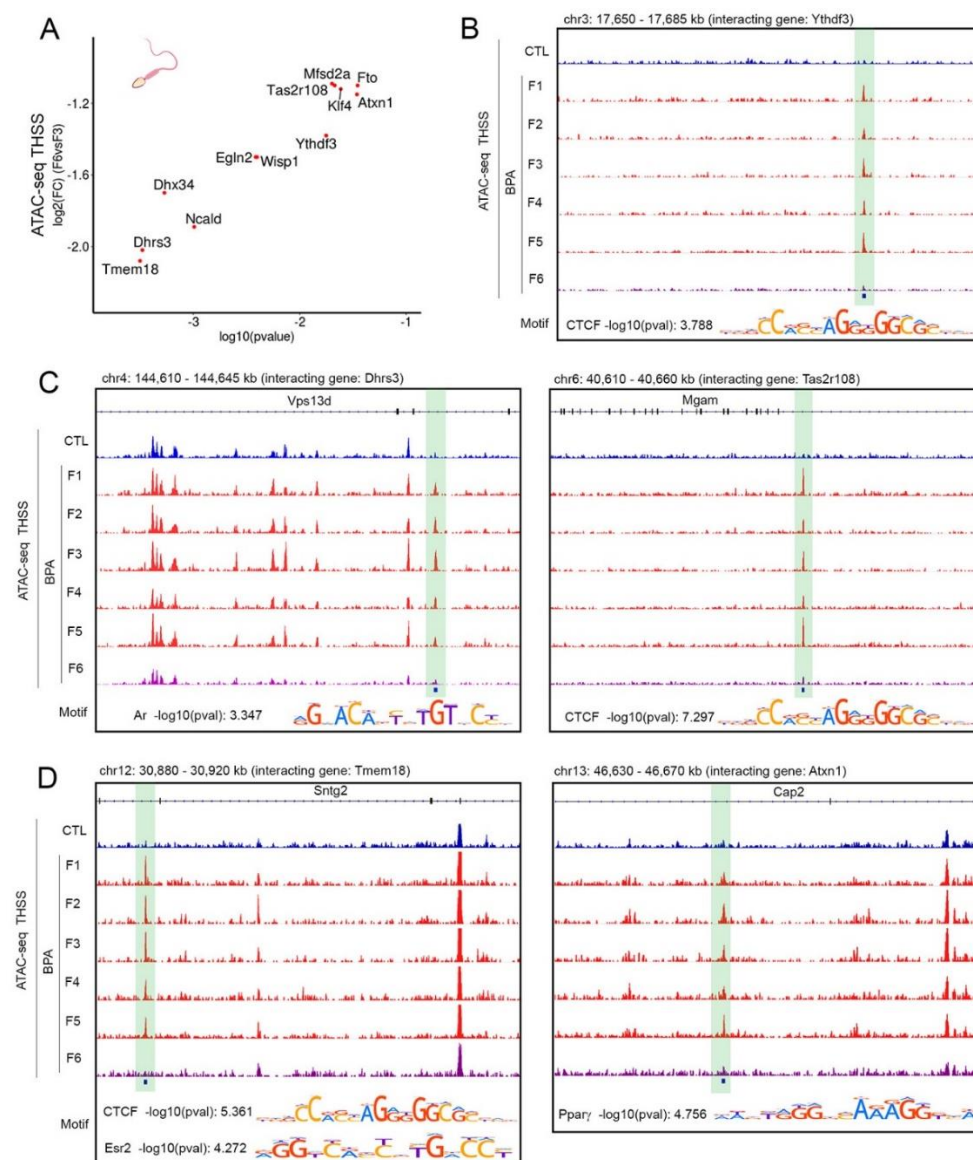 A
ATAC-seq THSS
log2(FC) (F6vsF3)
-1.2
-1.6
-2.0
Mfsd2a
Fto
Tas2r108
Klf4
Atxn1
Ythdf3
Egln2
Wisp1
Dhx34
Ncald
Dhrs3
Tmem18
-3
-2
-1
log10(pvalue)
B
chr3: 17,650 - 17,685 kb (interacting gene: Ythdf3)
ATAC-seq THSS
BPA
CTL
F1
F2
F3
F4
F5
F6
Motif
CTCF -log10(pval): 3.788
C
chr4: 144,610 - 144,645 kb (interacting gene: Dhrs3)
Vps13d
ATAC-seq THSS
BPA
CTL
F1
F2
F3
F4
F5
F6
Motif
Ar -log10(pval): 3.347
chr6: 40,610 - 40,660 kb (interacting gene: Tas2r108)
Mgam
CTCF -log10(pval): 7.297
D
chr12: 30,880 - 30,920 kb (interacting gene: Tmem18)
Sntg2
ATAC-seq THSS
BPA
CTL
F1
F2
F3
F4
F5
F6
Motif
CTCF -log10(pval): 5.361
Esr2 -log10(pval): 4.272
chr13: 46,630 - 46,670 kb (interacting gene: Atxn1)
Cap2
Pparγ -log10(pval): 4.756